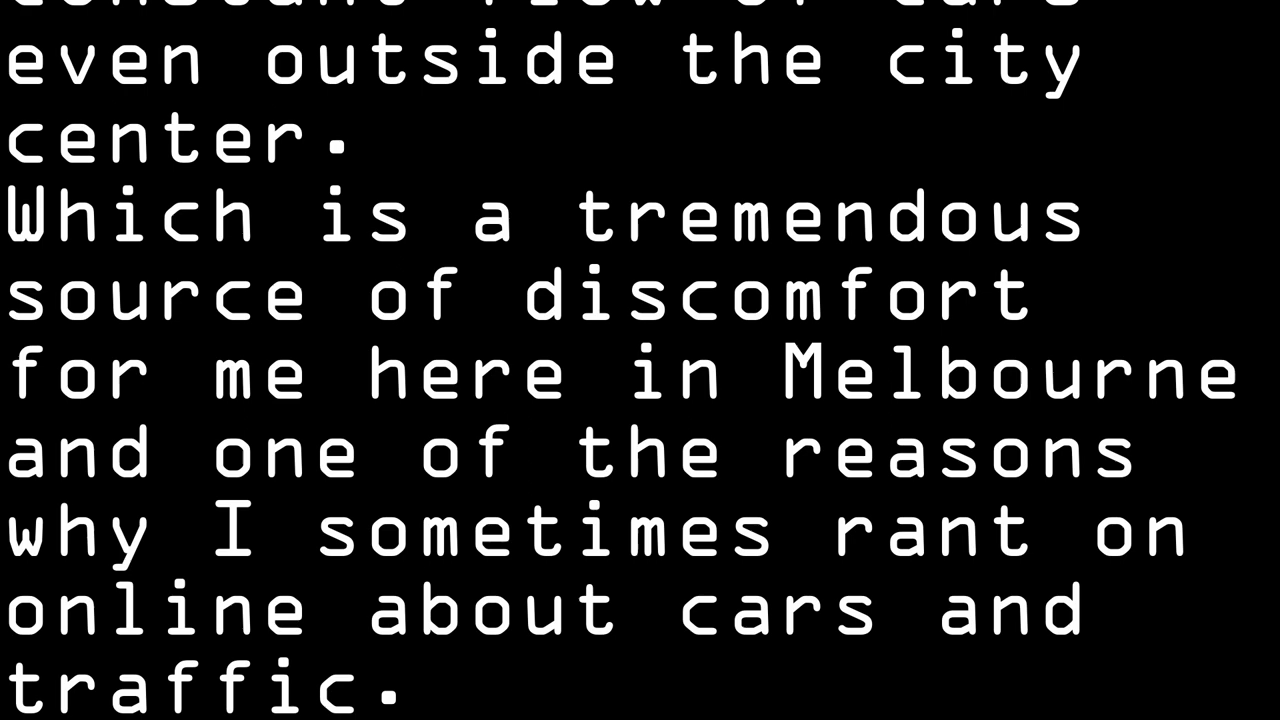 even outside the city
center.
Which is a tremendous
source of discomfort
for me here in Melbourne
and one of the reasons
why I sometimes rant on
online about cars and
traffic.